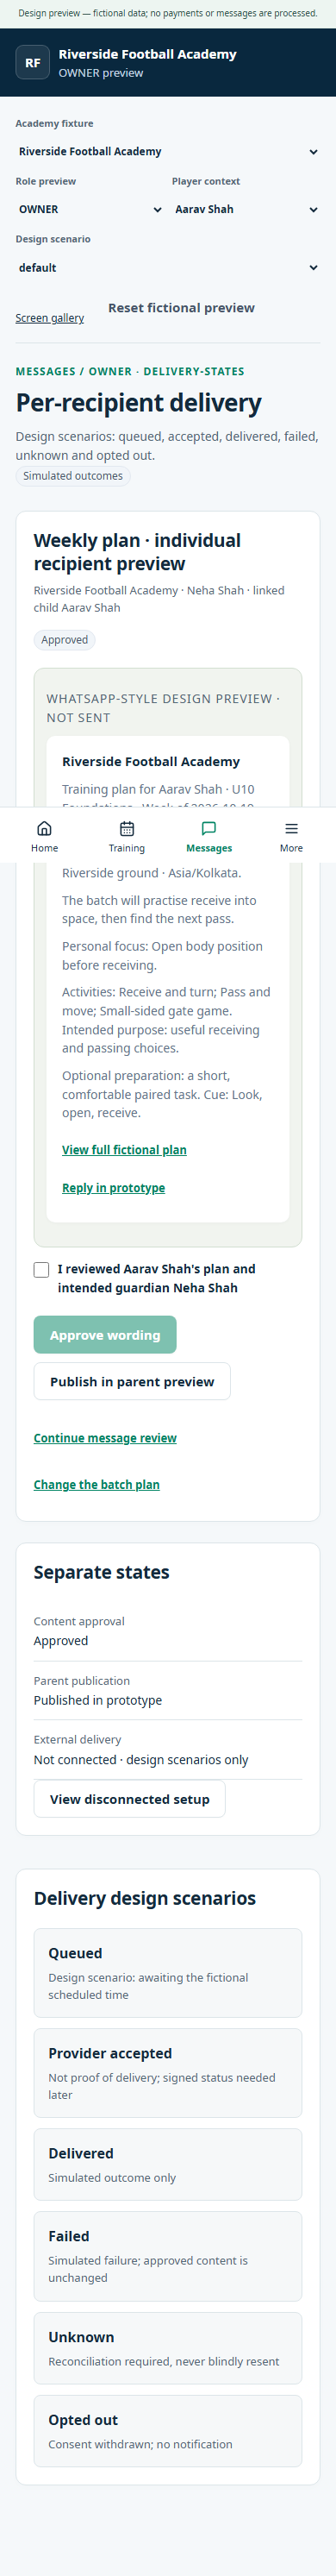 Design preview — fictional data; no payments or messages are processed.
RF
Riverside Football Academy
OWNER preview
Academy fixture
Riverside Football Academy
Role preview
Player context
OWNER
Aarav Shah
Design scenario
default
Screen gallery
Reset fictional preview
MESSAGES / OWNER · DELIVERY-STATES
Per-recipient delivery
Design scenarios: queued, accepted, delivered, failed,
unknown and opted out.
Simulated outcomes
Weekly plan · individual
recipient preview
Riverside Football Academy · Neha Shah · linked
child Aarav Shah
Approved
WHATSAPP-STYLE DESIGN PREVIEW ·
NOT SENT
Riverside Football Academy
Training plan for Aarav Shah · U10
Home
Training
Messages
More
Riverside ground · Asia/Kolkata.
The batch will practise receive into
space, then find the next pass.
Personal focus: Open body position
before receiving.
Activities: Receive and turn; Pass and
move; Small-sided gate game.
Intended purpose: useful receiving
and passing choices.
Optional preparation: a short,
comfortable paired task. Cue: Look,
open, receive.
View full fictional plan
Reply in prototype
I reviewed Aarav Shah's plan and
intended guardian Neha Shah
Approve wording
Publish in parent preview
Continue message review
Change the batch plan
Separate states
Content approval
Approved
Parent publication
Published in prototype
External delivery
Not connected · design scenarios only
View disconnected setup
Delivery design scenarios
Queued
Design scenario: awaiting the fictional
scheduled time
Provider accepted
Not proof of delivery; signed status needed
later
Delivered
Simulated outcome only
Failed
Simulated failure; approved content is
unchanged
Unknown
Reconciliation required, never blindly resent
Opted out
Consent withdrawn; no notification